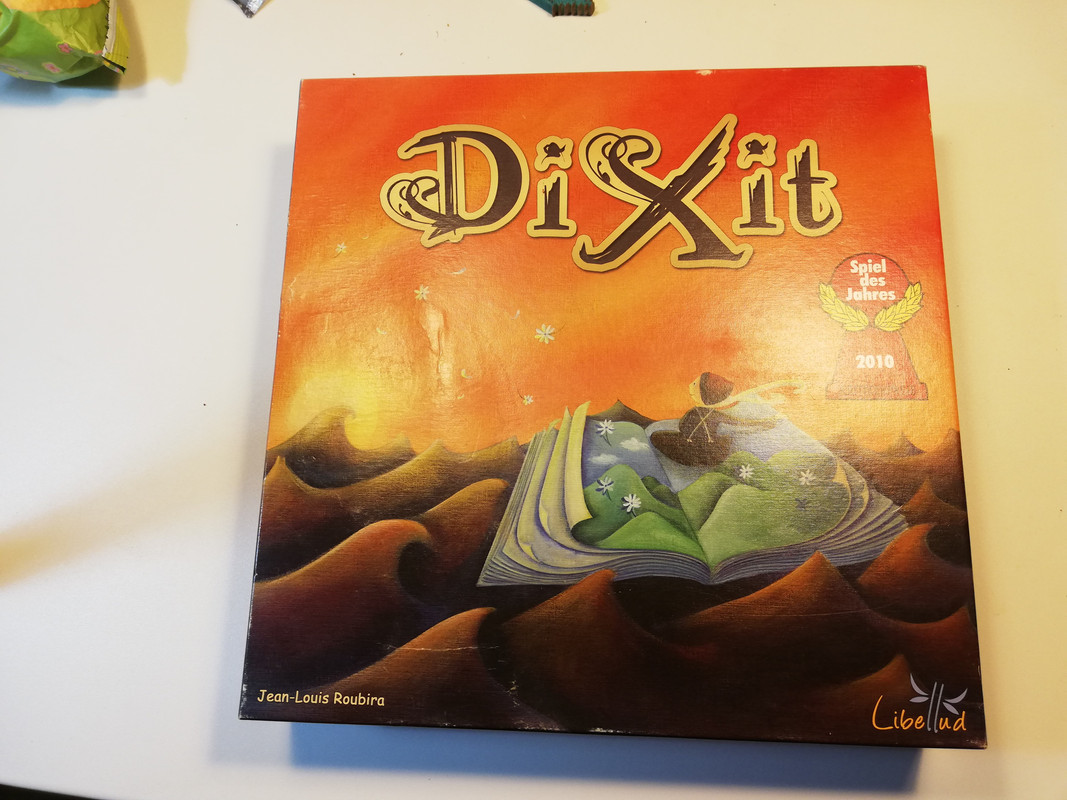 DiXit
Spiel
des
Jahres
2010
Jean-Louis Roubira
Libellud